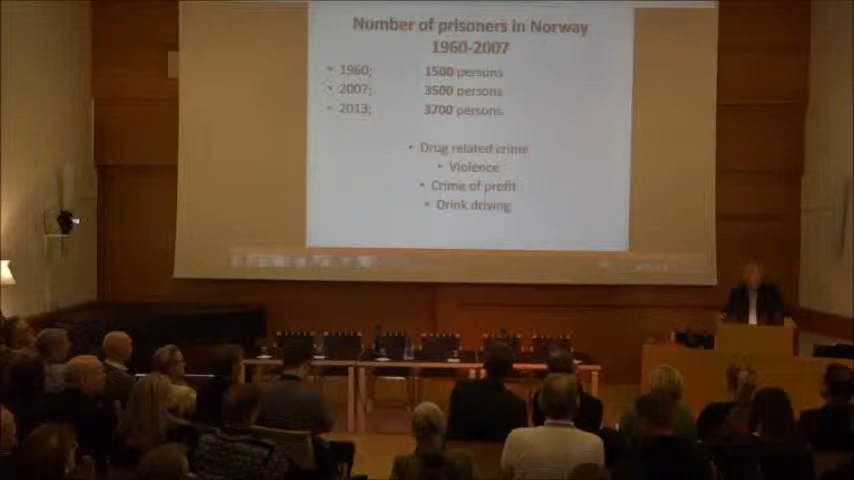 Number of prisoners in Norway
1960-2007
• 1960; 1500 persons
• 2007; 3500 persons
• 2013; 3700 persons
• Drug related crime
• Violence
• Crime of profit
• Drink driving